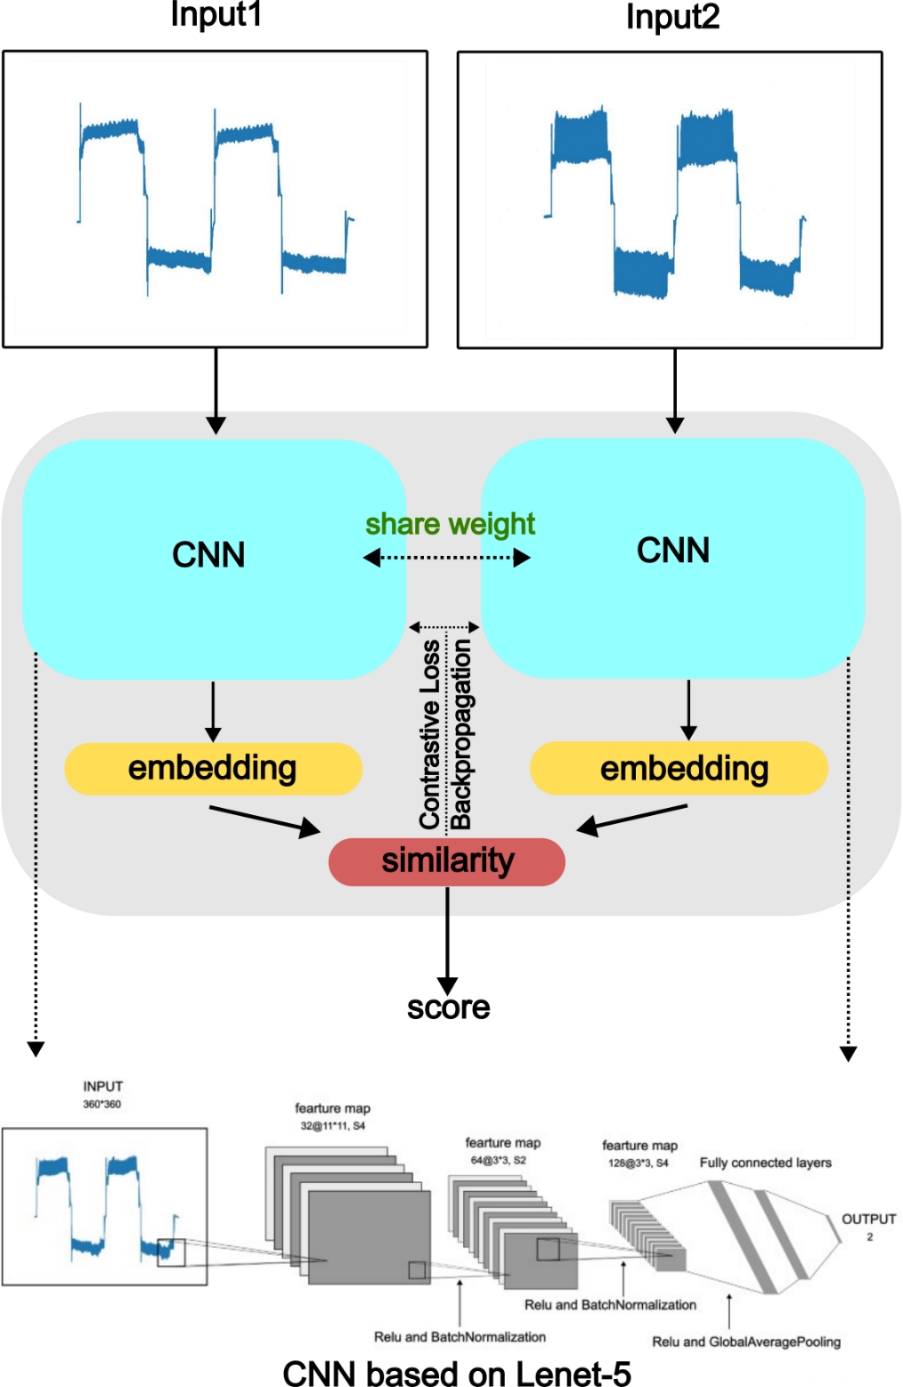 Input1
Input2
CNN
share weight
CNN
Contrastive Loss
Backpropagation
embedding
embedding
similarity
score
INPUT
360*360
fearture map
32@11*11, S4
fearture map
64@3*3, S2
fearture map
128@3*3, S4
Fully connected layers
OUTPUT
2
Relu and BatchNormalization
Relu and BatchNormalization
Relu and GlobalAveragePooling
CNN based on Lenet-5